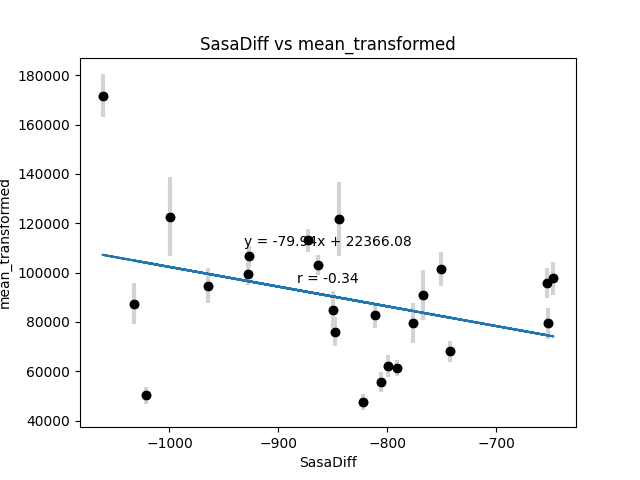 SasaDiff vs mean_transformed
180000
160000
140000
120000
100000
80000
60000
40000
mean_transformed
y = -79.94x + 22366.08
r = -0.34
−1000
−900
−800
−700
SasaDiff